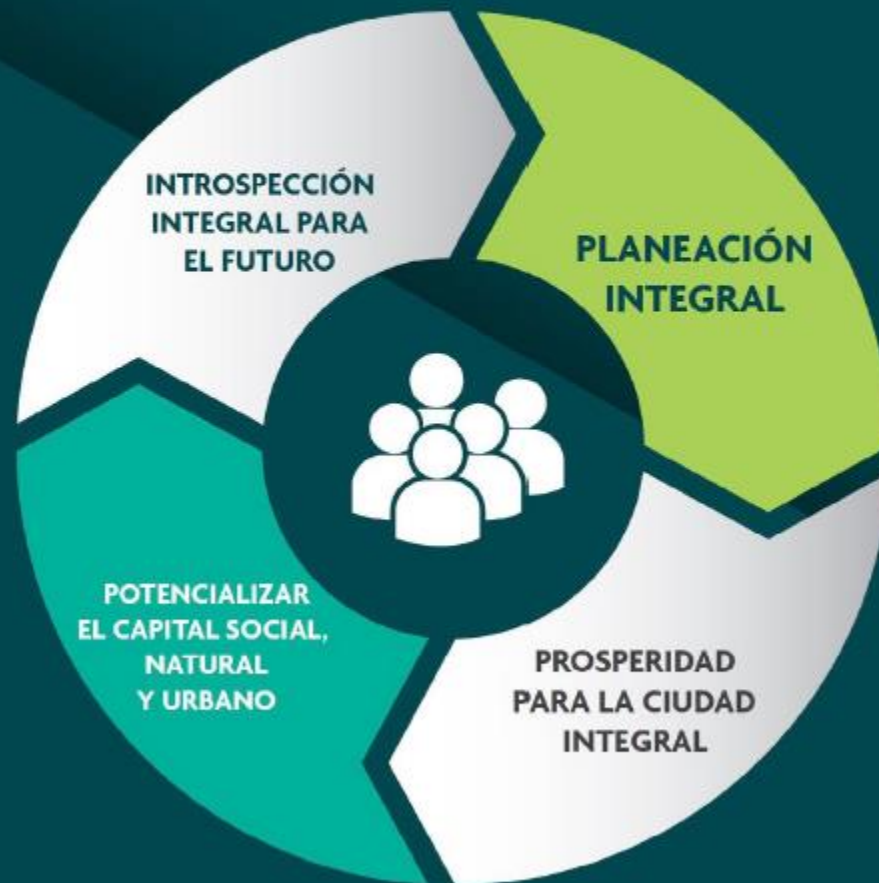 INTROSPECCIÓN
INTEGRAL PARA
EL FUTURO
PLANEACIÓN
INTEGRAL
POTENCIALIZAR
EL CAPITAL SOCIAL,
NATURAL
Y URBANO
PROSPERIDAD
PARA LA CIUDAD
INTEGRAL